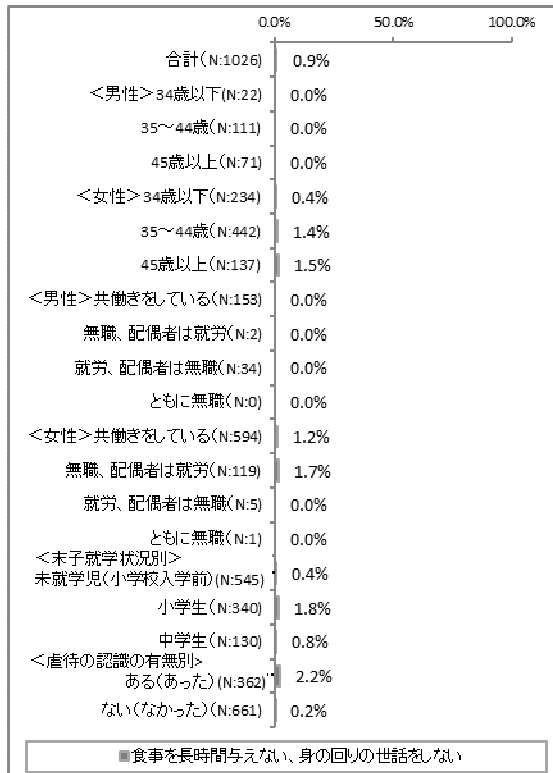 0.0% 50.0% 100.0%
合計(N:1026) 0.9%
<男性>34歳以下(N:22) 0.0%
35～44歳(N:111) 0.0%
45歳以上(N:71) 0.0%
<女性>34歳以下(N:234) 0.4%
35～44歳(N:442) 1.4%
45歳以上(N:137) 1.5%
<男性>共働きをしている(N:153) 0.0%
無職、配偶者は就労(N:2) 0.0%
就労、配偶者は無職(N:34) 0.0%
ともに無職(N:0) 0.0%
<女性>共働きをしている(N:594) 1.2%
無職、配偶者は就労(N:119) 1.7%
就労、配偶者は無職(N:5) 0.0%
ともに無職(N:1) 0.0%
<末子就学状況別>
未就学児(小学校入学前)(N:545) 0.4%
小学生(N:340) 1.8%
中学生(N:130) 0.8%
<虐待の認識の有無別>
ある(あった)(N:362) 2.2%
ない(なかった)(N:661) 0.2%
食事を長時間与えない、身の回りの世話をしない